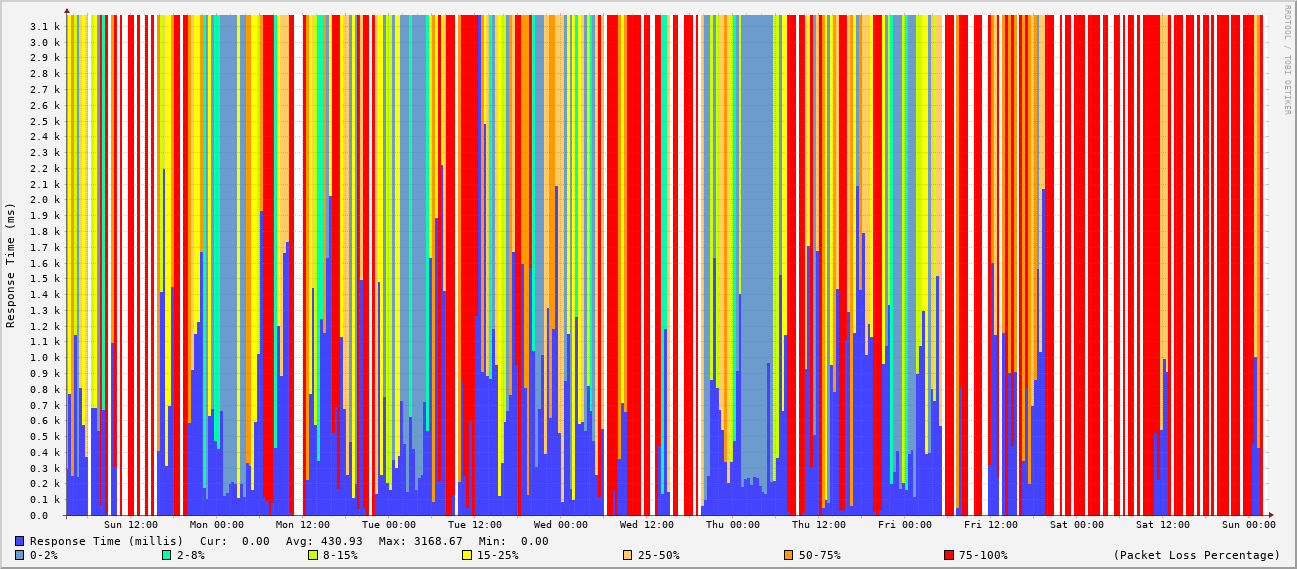 RRDTOOL / TOBI OETIKER
Response Time (ms)
3.1 k
3.0 k
2.9 k
2.8 k
2.7 k
2.6 k
2.5 k
2.4 k
2.3 k
2.2 k
2.1 k
2.0 k
1.9 k
1.8 k
1.7 k
1.6 k
1.5 k
1.4 k
1.3 k
1.2 k
1.1 k
1.0 k
0.9 k
0.8 k
0.7 k
0.6 k
0.5 k
0.4 k
0.3 k
0.2 k
0.1 k
0.0
Sun 12:00 Mon 00:00 Mon 12:00 Tue 00:00 Tue 12:00 Wed 00:00 Wed 12:00 Thu 00:00 Thu 12:00 Fri 00:00 Fri 12:00 Sat 00:00 Sat 12:00 Sun 00:00
Response Time (millis) Cur: 0.00 Avg: 430.93 Max: 3168.67 Min: 0.00
0-2% 2-8% 8-15% 15-25% 25-50% 50-75% 75-100% (Packet Loss Percentage)